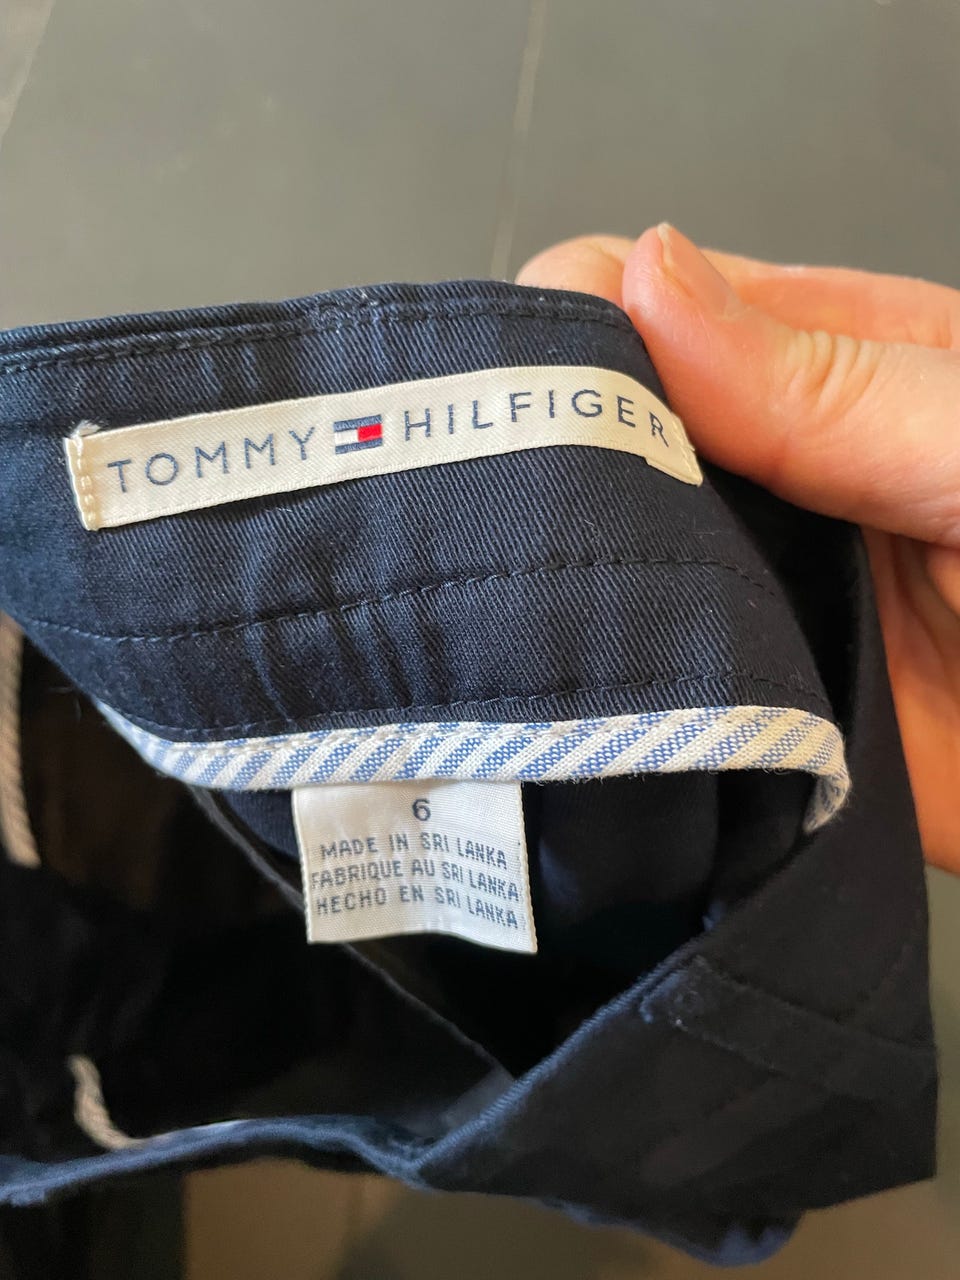 TOMMY HILFIGER
6
MADE IN SRI LANKA
FABRIQUE AU SRI LANKA
HECHO EN SRI LANKA